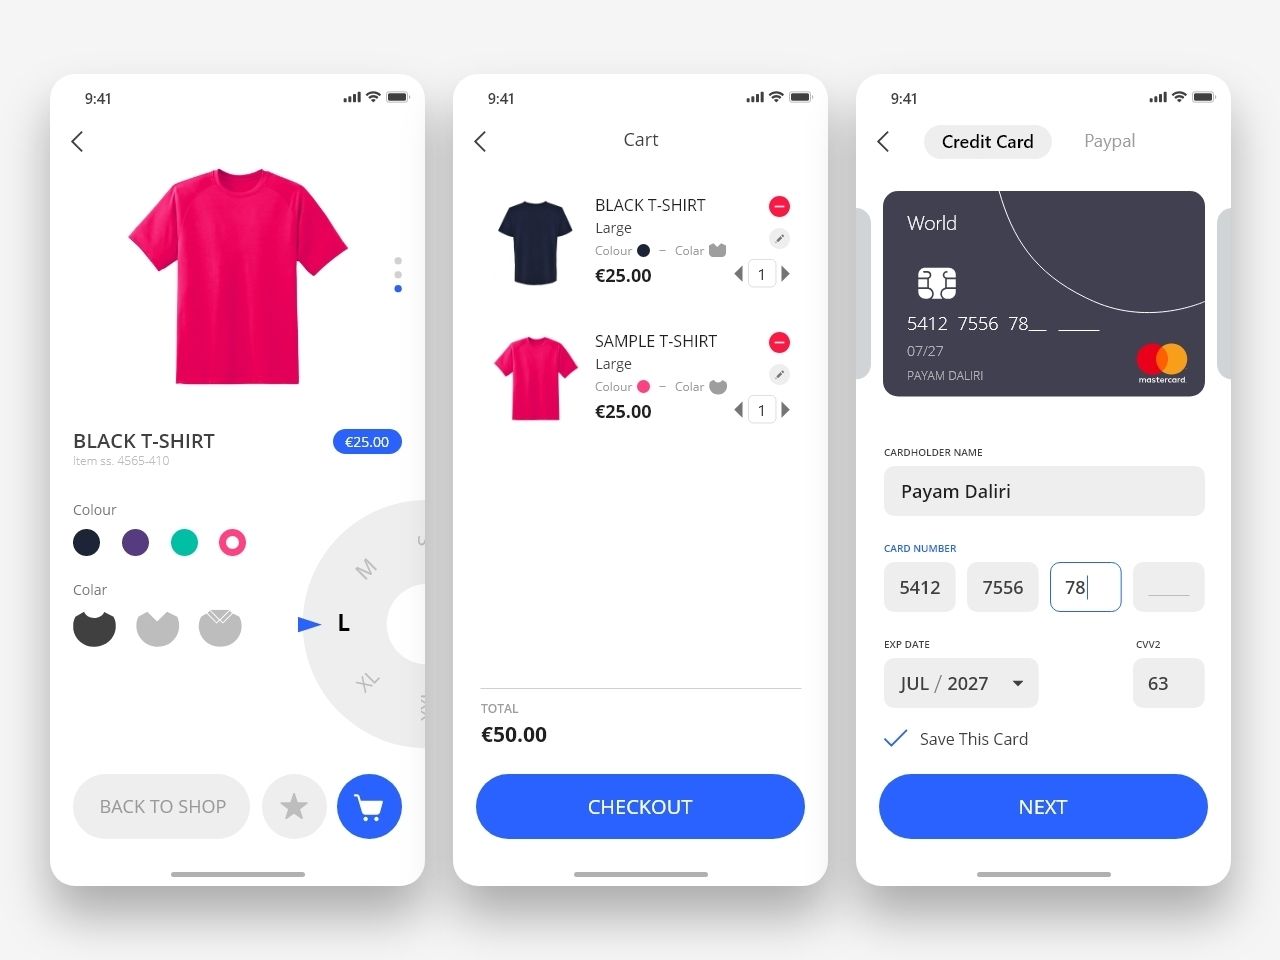 9:41
BLACK T-SHIRT
€25.00
Item ss. 4565-410
Colour
Colar
S
M
L
XL
XXL
BACK TO SHOP
9:41
Cart
BLACK T-SHIRT
Large
Colour – Colar
€25.00
1
SAMPLE T-SHIRT
Large
Colour – Colar
€25.00
1
TOTAL
€50.00
CHECKOUT
9:41
Credit Card Paypal
World
5412 7556 78__ ____
07/27
PAYAM DALIRI
mastercard.
CARDHOLDER NAME
Payam Daliri
CARD NUMBER
5412 7556 78 ____
EXP DATE CVV2
JUL / 2027 63
Save This Card
NEXT